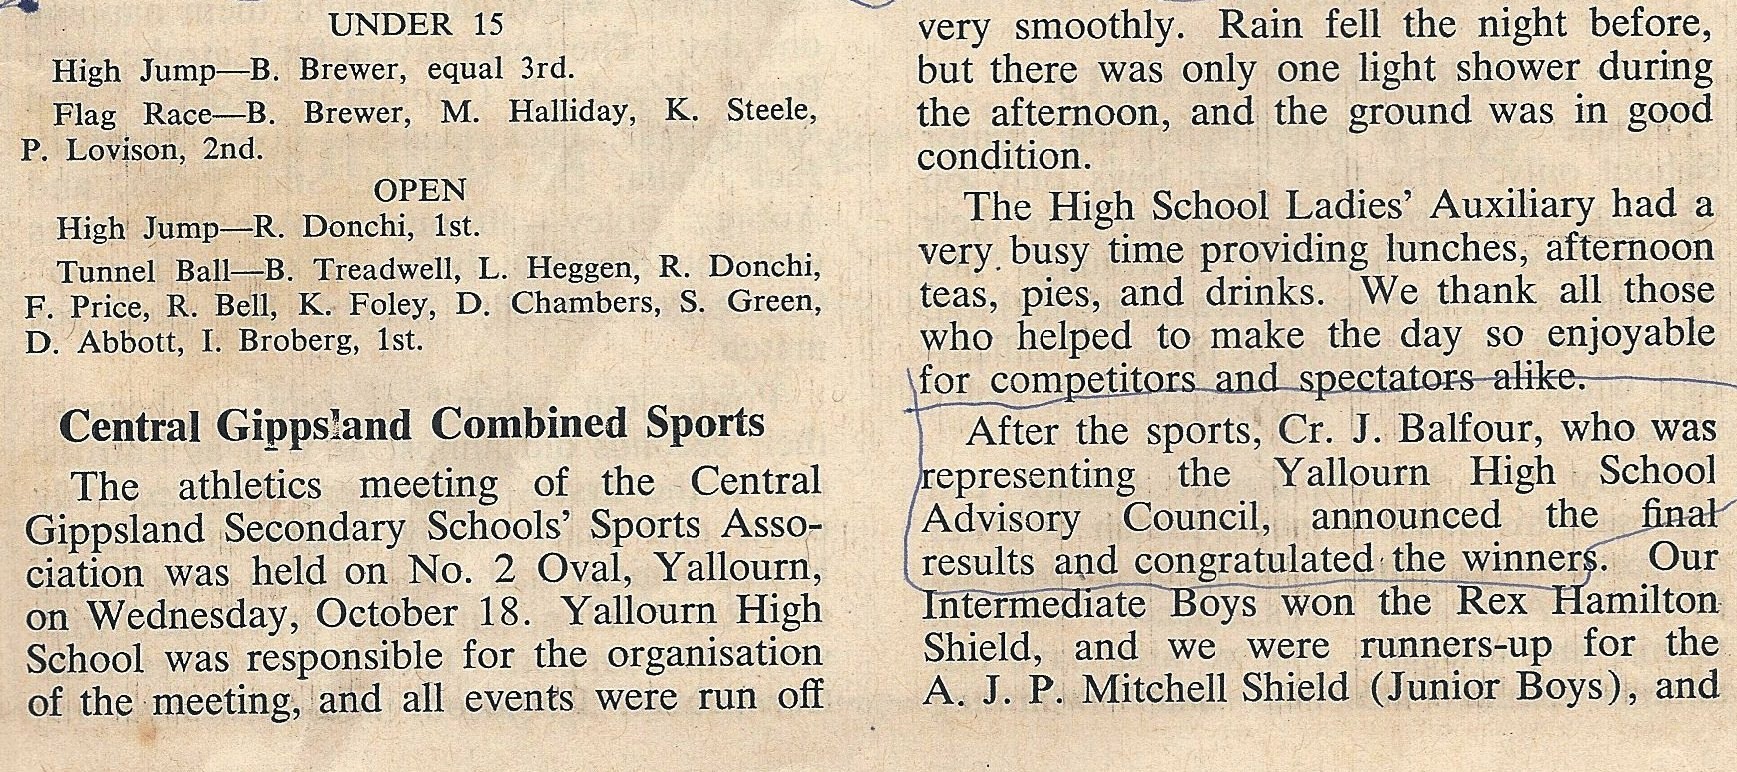 UNDER 15
High Jump—B. Brewer, equal 3rd.
Flag Race—B. Brewer, M. Halliday, K. Steele,
P. Lovison, 2nd.
OPEN
High Jump—R. Donchi, 1st.
Tunnel Ball—B. Treadwell, L. Heggen, R. Donchi,
F. Price, R. Bell, K. Foley, D. Chambers, S. Green,
D. Abbott, I. Broberg, 1st.
Central Gippsland Combined Sports
The athletics meeting of the Central
Gippsland Secondary Schools' Sports Asso-
ciation was held on No. 2 Oval, Yallourn,
on Wednesday, October 18. Yallourn High
School was responsible for the organisation
of the meeting, and all events were run off
very smoothly. Rain fell the night before,
but there was only one light shower during
the afternoon, and the ground was in good
condition.
The High School Ladies' Auxiliary had a
very busy time providing lunches, afternoon
teas, pies, and drinks. We thank all those
who helped to make the day so enjoyable
for competitors and spectators alike.
After the sports, Cr. J. Balfour, who was
representing the Yallourn High School
Advisory Council, announced the final
results and congratulated the winners. Our
Intermediate Boys won the Rex Hamilton
Shield, and we were runners-up for the
A. J. P. Mitchell Shield (Junior Boys), and